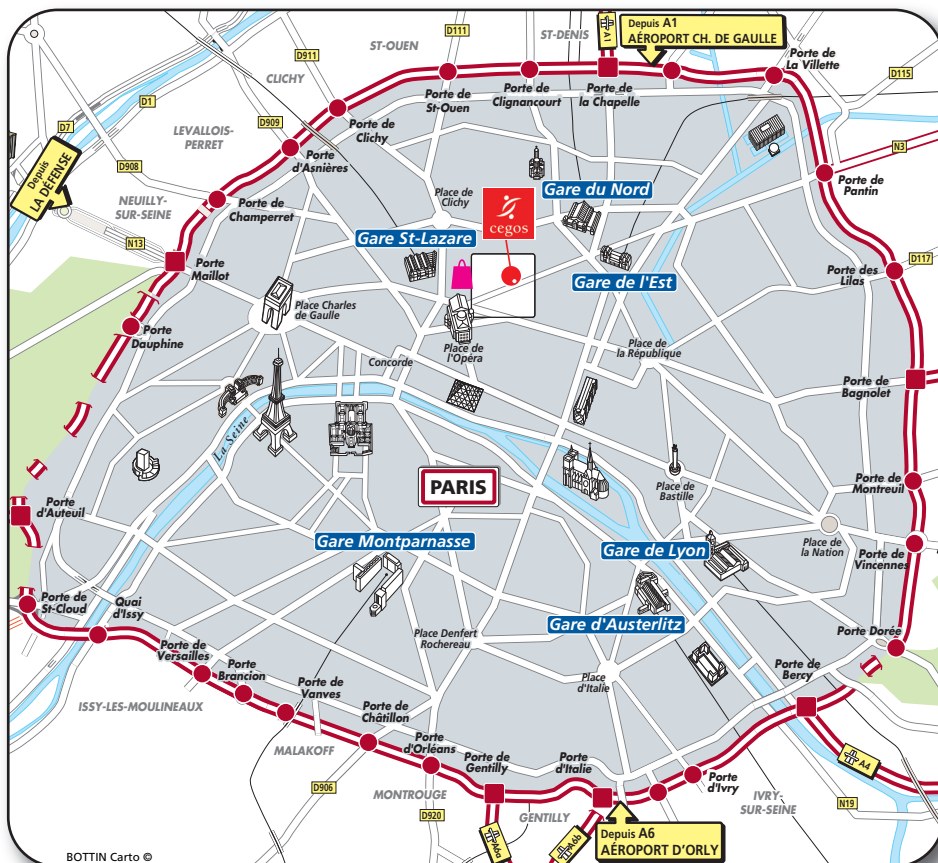 Depuis A1
AÉROPORT CH. DE GAULLE
A1
ST-DENIS
D111
ST-OUEN
D911
CLICHY
Porte de
La Villette
D115
D1
D7
D909
LEVALLOIS-
PERRET
Porte de
St-Ouen
Porte de
Clignancourt
Porte de
la Chapelle
Porte de
Clichy
N3
Depuis
LA DÉFENSE
D908
Porte
d'Asnières
Porte de
Pantin
NEUILLY-
SUR-SEINE
Porte de
Champerret
Place de
Clichy
cegos
Gare du Nord
Gare St-Lazare
N13
Porte
Maillot
Gare de l'Est
D117
Porte des
Lilas
Place Charles
de Gaulle
Porte
Dauphine
Concorde
Place de
l'Opéra
Place de
la République
Porte de
Bagnolet
La Seine
PARIS
Place de
Bastille
Porte de
Montreuil
Porte
d'Auteuil
Gare Montparnasse
Gare de Lyon
Place de
la Nation
Porte de
Vincennes
Porte de
St-Cloud
Quai
d'Issy
Gare d'Austerlitz
Porte Dorée
Place Denfert
Rochereau
Porte de
Versailles
Porte
Brancion
Place
d'Italie
Porte de
Bercy
Porte de
Vanves
ISSY-LES-MOULINEAUX
Porte de
Châtillon
MALAKOFF
Porte
d'Orléans
Porte de
Gentilly
Porte
d'Italie
Porte
d'Ivry
A4
D906
MONTROUGE
D920
GENTILLY
IVRY-
SUR-SEINE
N19
A6a
A6b
Depuis A6
AÉROPORT D'ORLY
BOTTIN Carto ©